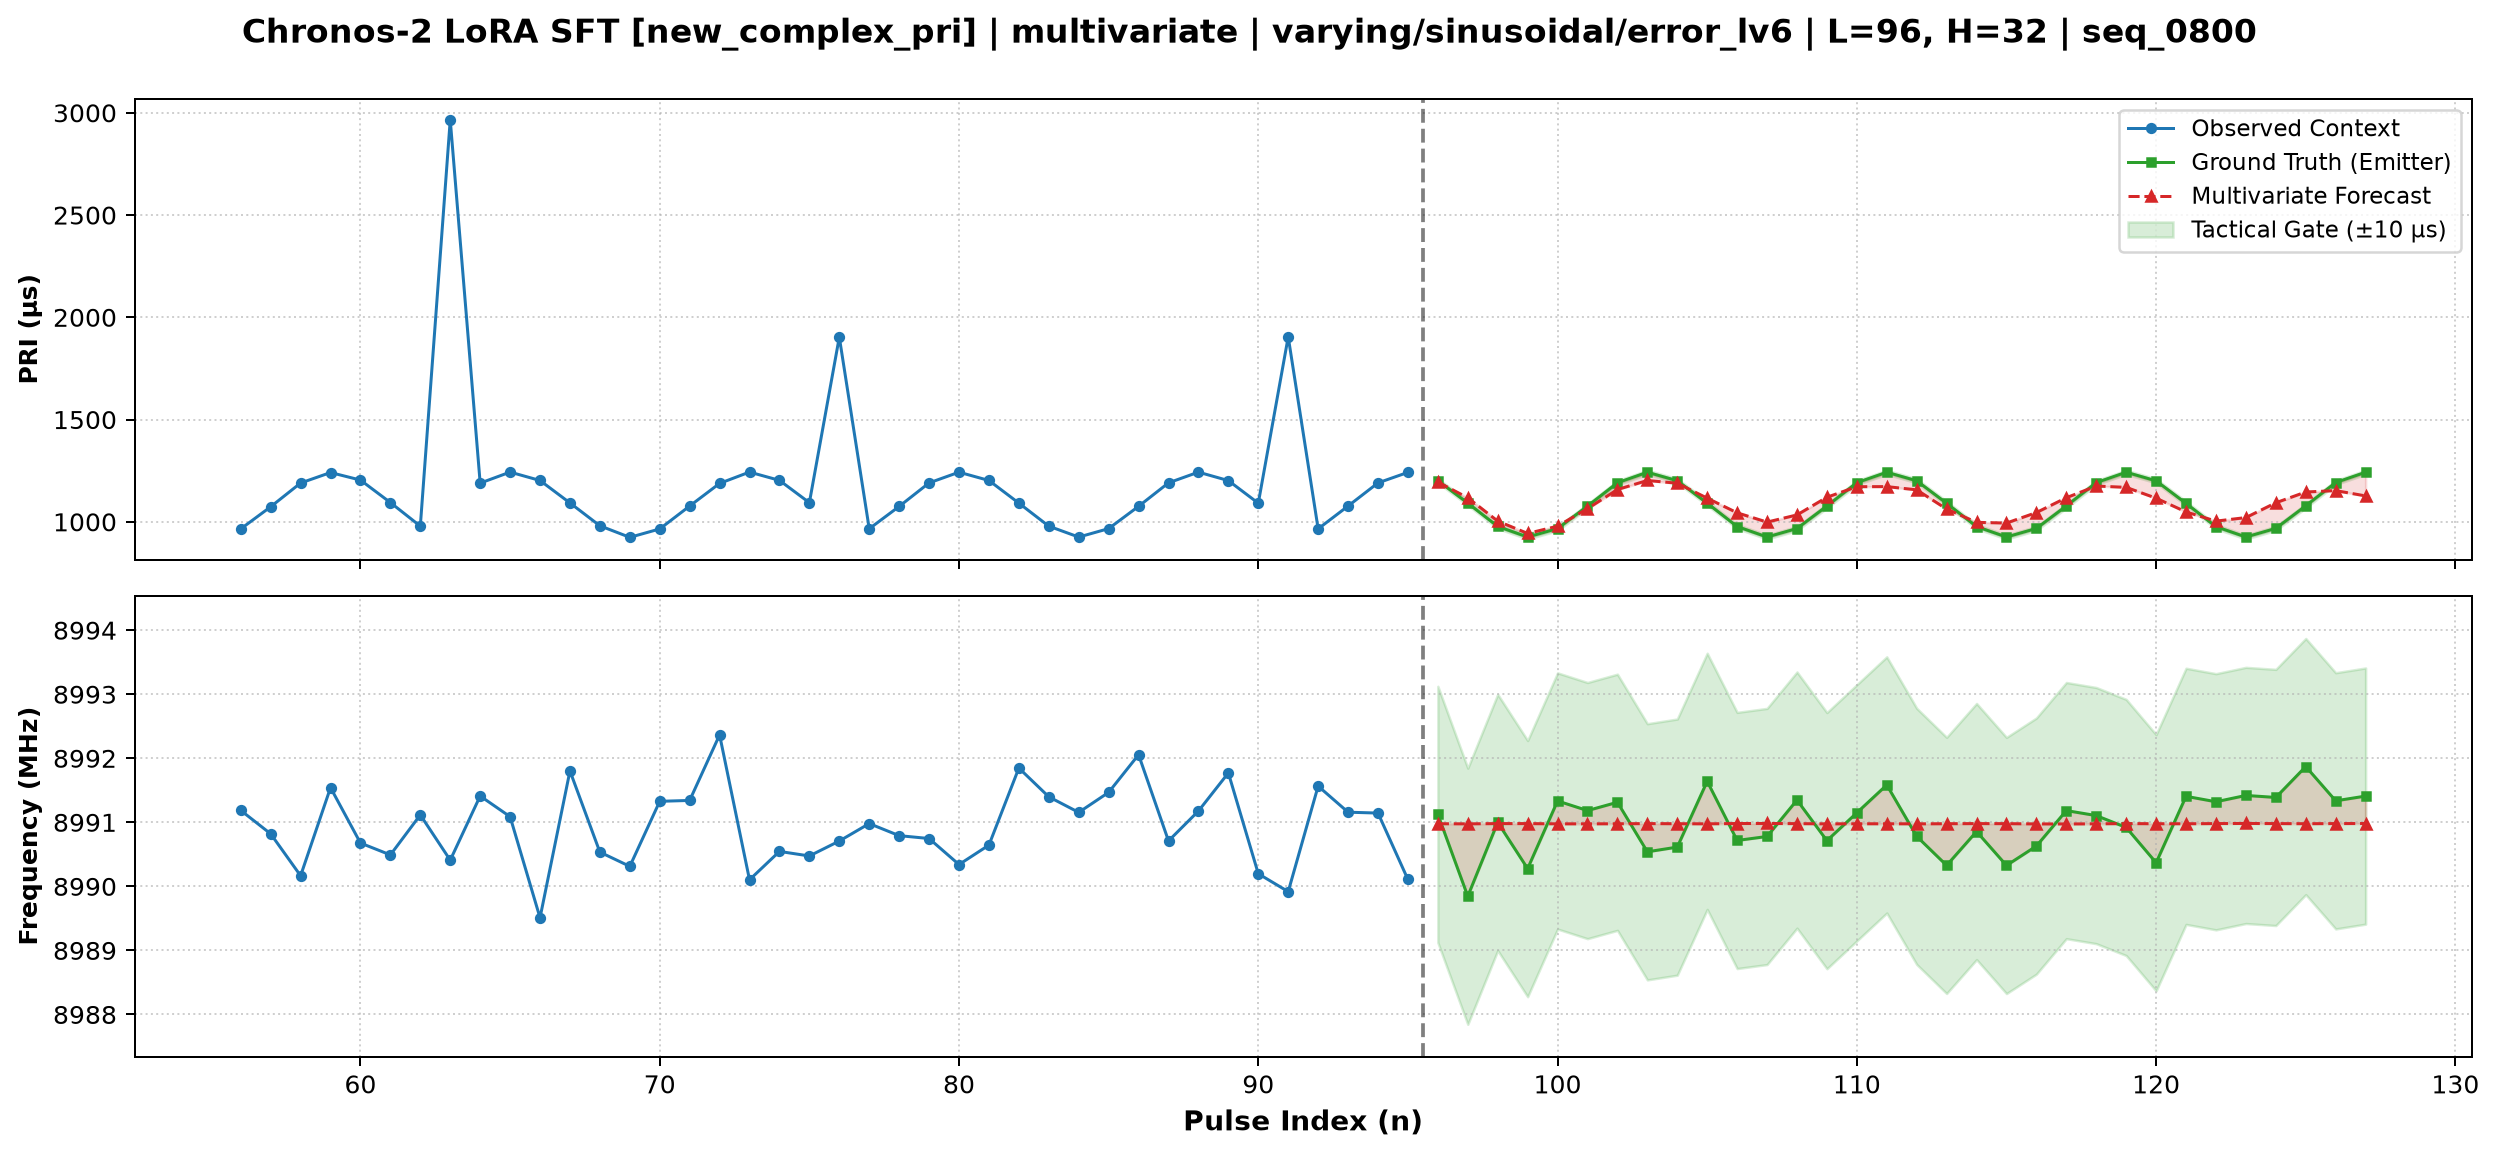 Chronos-2 LoRA SFT [new_complex_pri] | multivariate | varying/sinusoidal/error_lv6 | L=96, H=32 | seq_0800
3000
2500
2000
1500
1000
PRI (µs)
Observed Context
Ground Truth (Emitter)
Multivariate Forecast
Tactical Gate (±10 µs)
8994
8993
8992
8991
8990
8989
8988
Frequency (MHz)
60
70
80
90
100
110
120
130
Pulse Index (n)